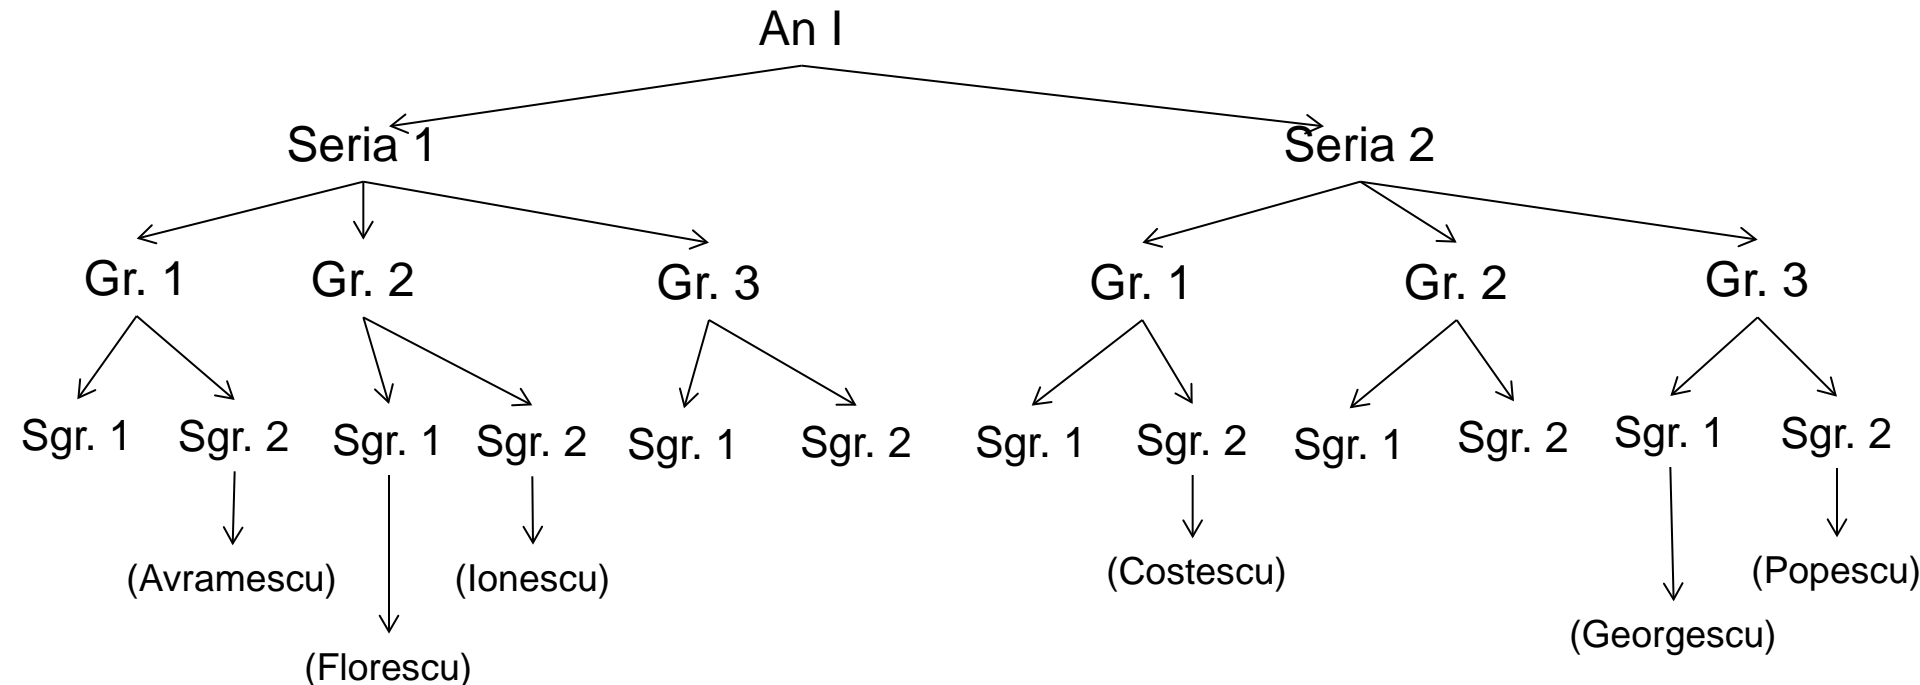 An I
Seria 1 Seria 2
Gr. 1 Gr. 2 Gr. 3 Gr. 1 Gr. 2 Gr. 3
Sgr. 1 Sgr. 2 Sgr. 1 Sgr. 2 Sgr. 1 Sgr. 2 Sgr. 1 Sgr. 2 Sgr. 1 Sgr. 2 Sgr. 1 Sgr. 2
(Avramescu) (Ionescu) (Costescu) (Popescu)
(Florescu) (Georgescu)